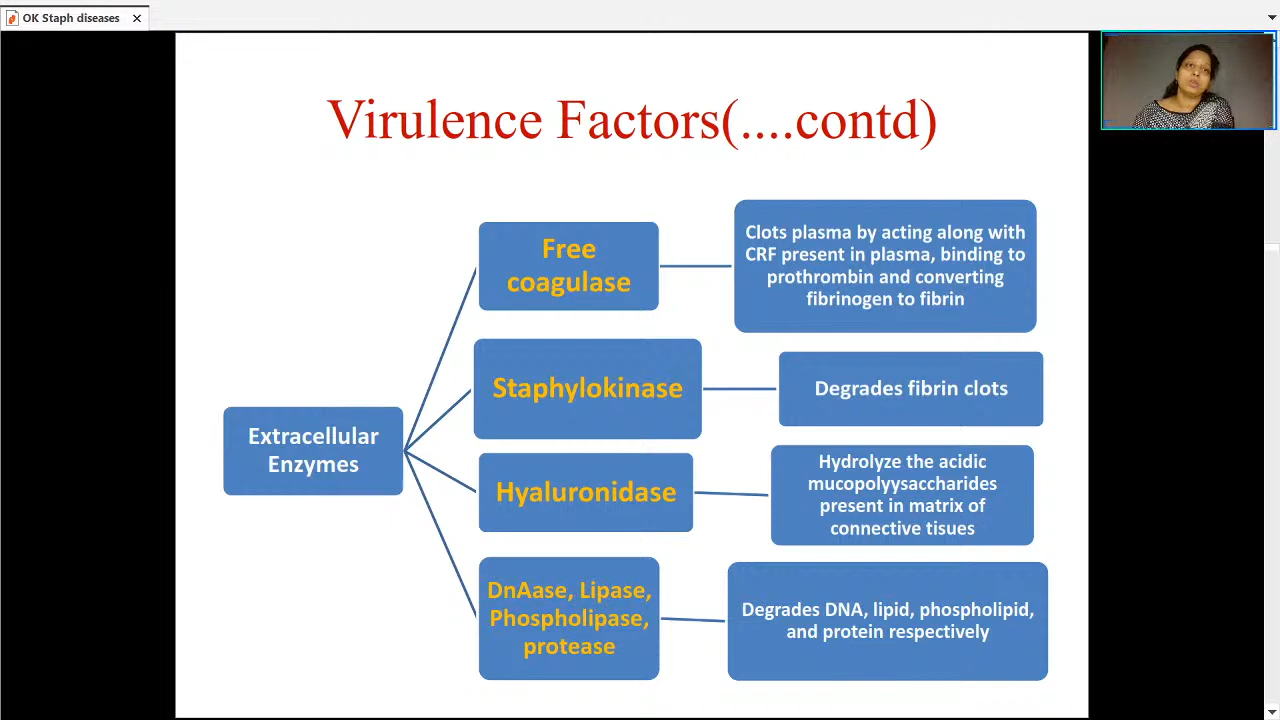 OK Staph diseases
Virulence Factors(....contd)
Free
coagulase
Clots plasma by acting along with
CRF present in plasma, binding to
prothrombin and converting
fibrinogen to fibrin
Staphylokinase
Degrades fibrin clots
Extracellular
Enzymes
Hyaluronidase
Hydrolyze the acidic
mucopolyysaccharides
present in matrix of
connective tisues
DnAase, Lipase,
Phospholipase,
protease
Degrades DNA, lipid, phospholipid,
and protein respectively